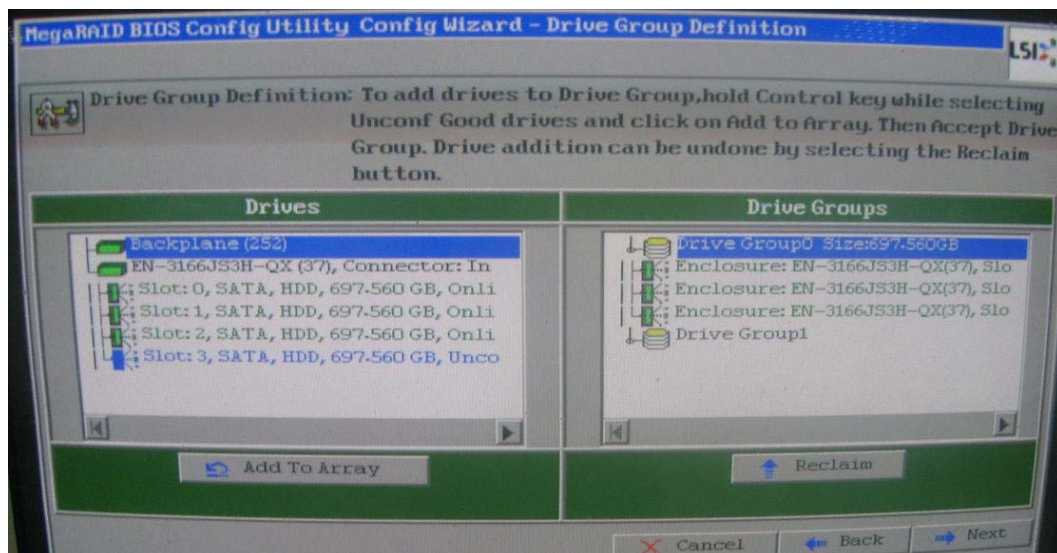 MegaRAID BIOS Config Utility Config Wizard - Drive Group Definition
LSI
Drive Group Definition: To add drives to Drive Group,hold Control key while selecting
Unconf Good drives and click on Add to Array. Then Accept Drive
Group. Drive addition can be undone by selecting the Reclaim
button.
Drives
Backplane (252)
EN-3166JS3H-QX (37), Connector: In
Slot: 0, SATA, HDD, 697.560 GB, Onli
Slot: 1, SATA, HDD, 697.560 GB, Onli
Slot: 2, SATA, HDD, 697.560 GB, Onli
Slot: 3, SATA, HDD, 697.560 GB, Unco
Add To Array
Drive Groups
Drive Group0 Size:697.560GB
Enclosure: EN-3166JS3H-QX(37), Slo
Enclosure: EN-3166JS3H-QX(37), Slo
Enclosure: EN-3166JS3H-QX(37), Slo
Drive Group1
Reclaim
Cancel
Back
Next